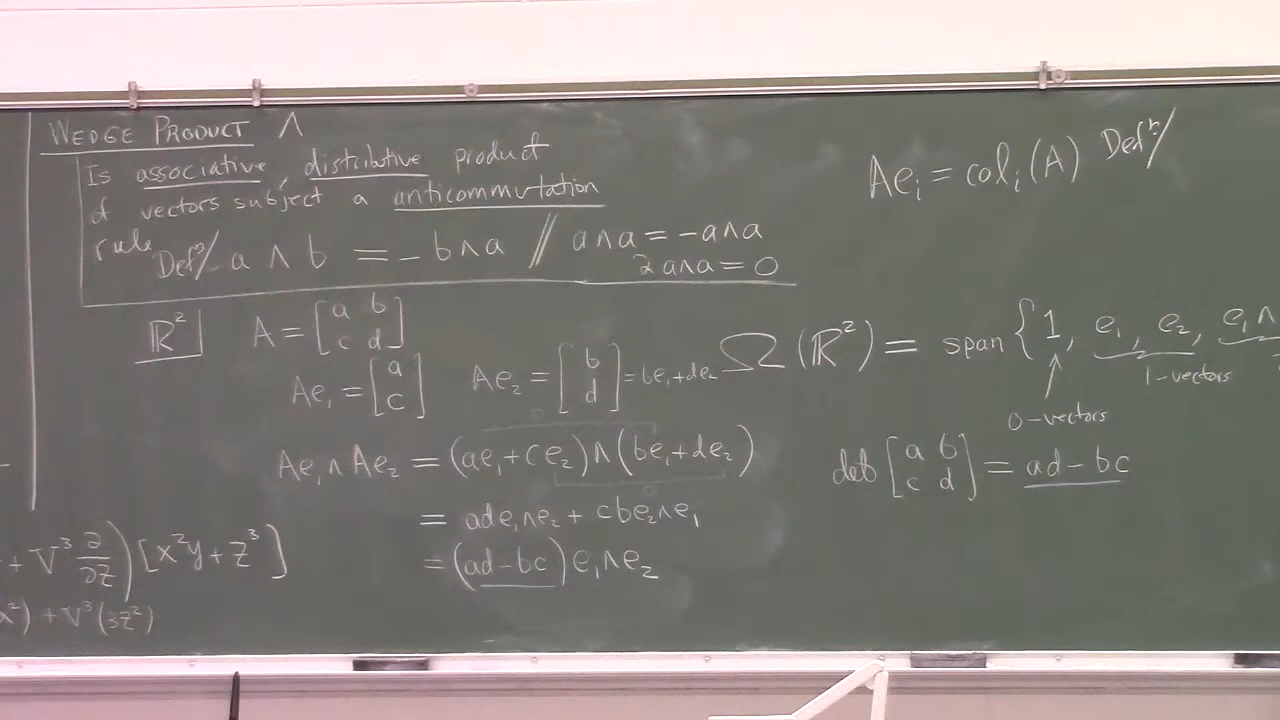 WEDGE PRODUCT ∧
Is associative, distributive product
of vectors subject a anticommutation
rule
Defⁿ/ a ∧ b = - b∧a // a∧a = -a∧a
2a∧a = 0
ℝ² A = [a b; c d]
Ae₁ = [a; c] Ae₂ = [b; d] = be₁+de₂
Ae₁∧Ae₂ = (ae₁+ce₂)∧(be₁+de₂)
= ade₁∧e₂ + cbe₂∧e₁
= (ad-bc)e₁∧e₂
+ V³ ∂/∂z)[x²y+z³]
x²) + V³(3z²)
Aeᵢ = colᵢ(A) Defⁿ/
Ω(ℝ²) = span{1, e₁, e₂, e₁∧
1-vectors
0-vectors
det [a b; c d] = ad-bc